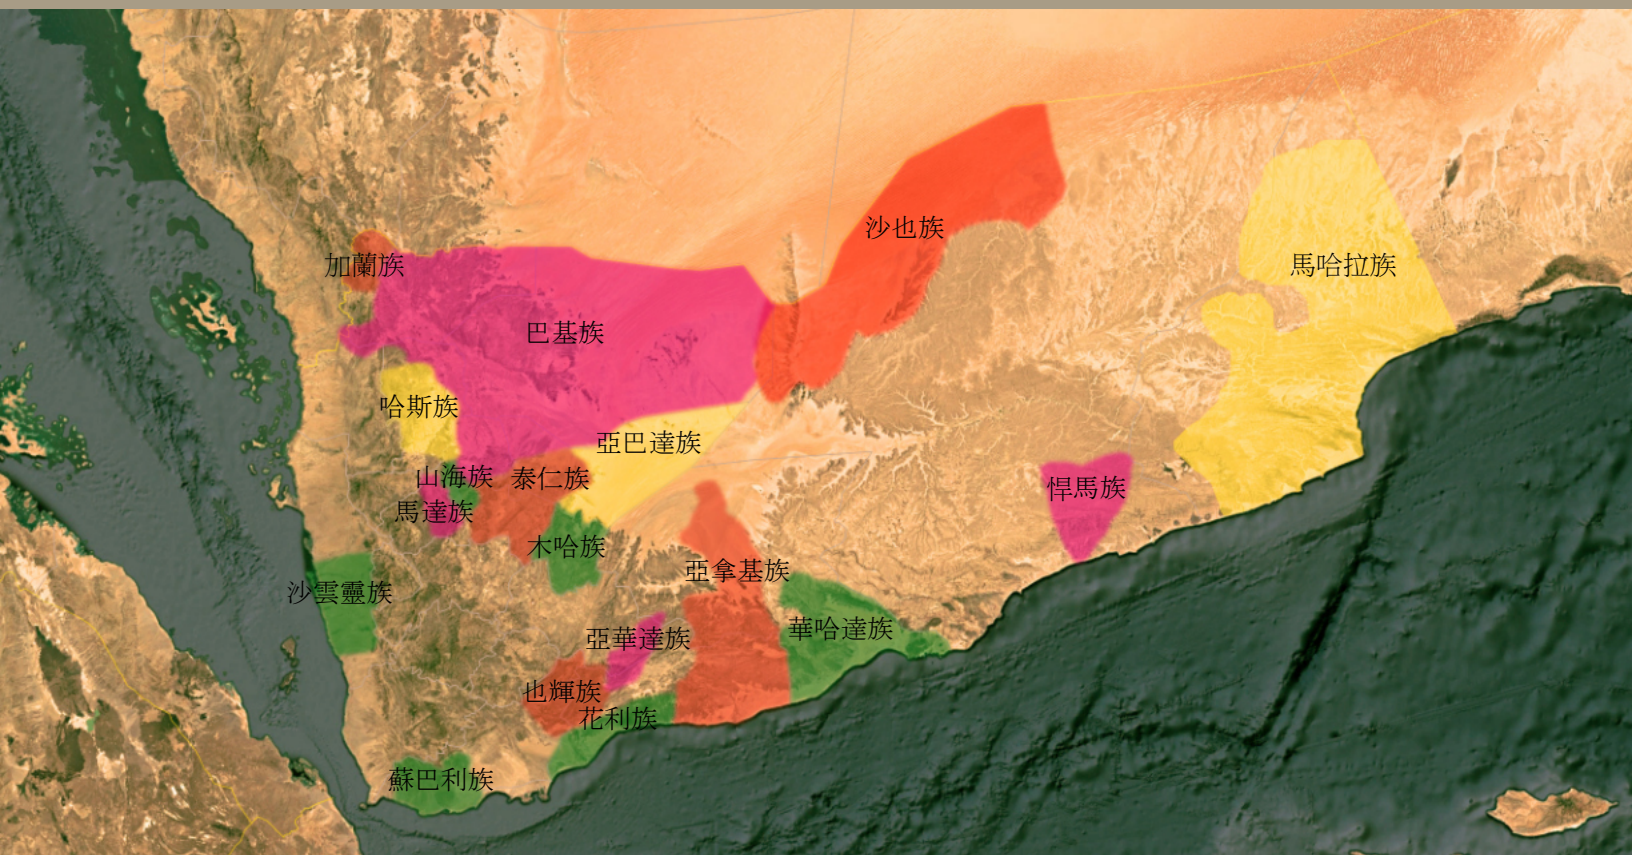 沙也族
加蘭族
馬哈拉族
巴基族
哈斯族
亞巴達族
山海族
泰仁族
悍馬族
馬達族
木哈族
亞拿基族
沙雲靈族
華哈達族
亞華達族
也輝族
花利族
蘇巴利族